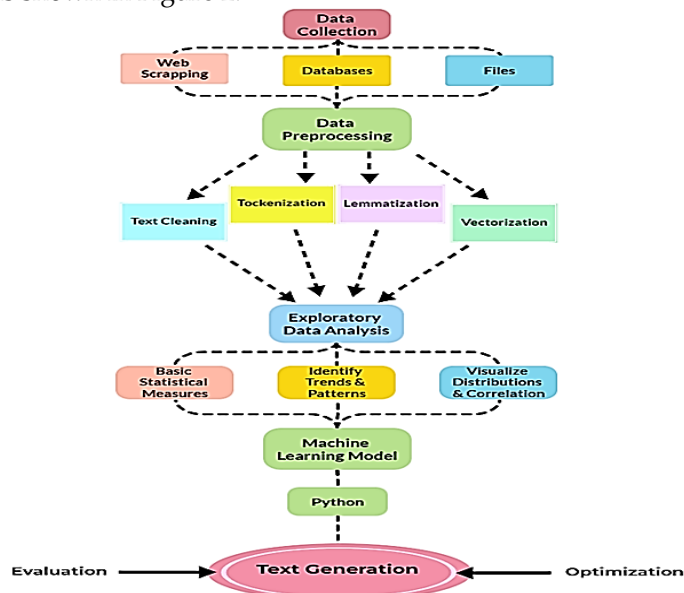 Data
Collection
Web
Scrapping
Databases
Files
Data
Preprocessing
Text Cleaning
Tockenization
Lemmatization
Vectorization
Exploratory
Data Analysis
Basic
Statistical
Measures
Identify
Trends &
Patterns
Visualize
Distributions
& Correlation
Machine
Learning Model
Python
Evaluation
Text Generation
Optimization